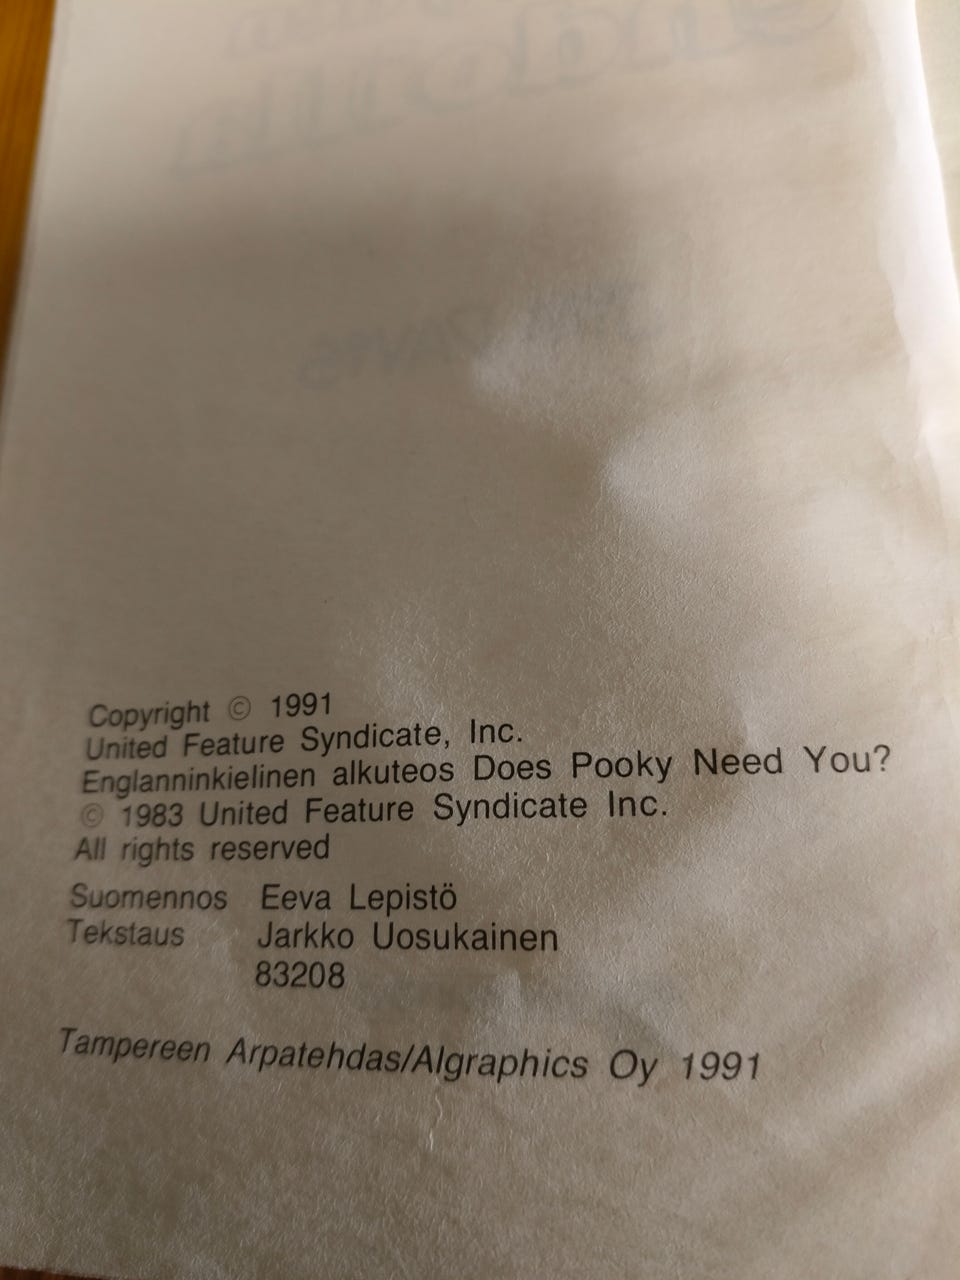 Copyright © 1991
United Feature Syndicate, Inc.
Englanninkielinen alkuteos Does Pooky Need You?
© 1983 United Feature Syndicate Inc.
All rights reserved
Suomennos Eeva Lepistö
Tekstaus Jarkko Uosukainen
83208
Tampereen Arpatehdas/Algraphics Oy 1991